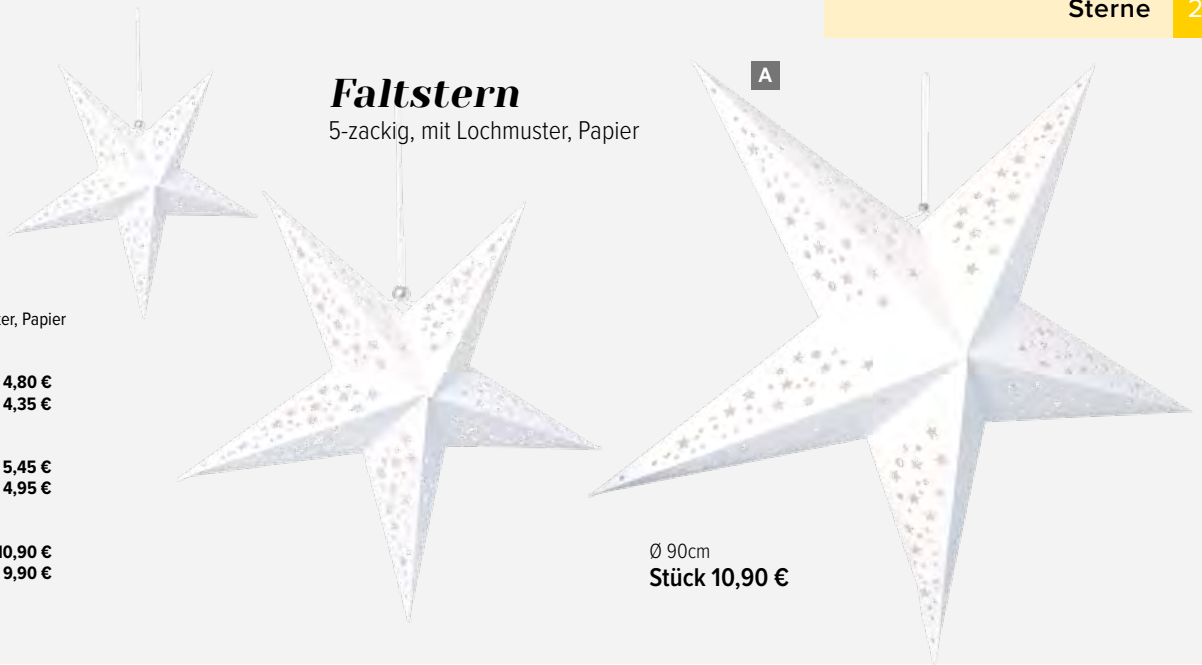 Sterne 2
A
Faltstern
5-zackig, mit Lochmuster, Papier
Papier
4,80 €
4,35 €
5,45 €
4,95 €
10,90 €
9,90 €
Ø 90cm
Stück 10,90 €